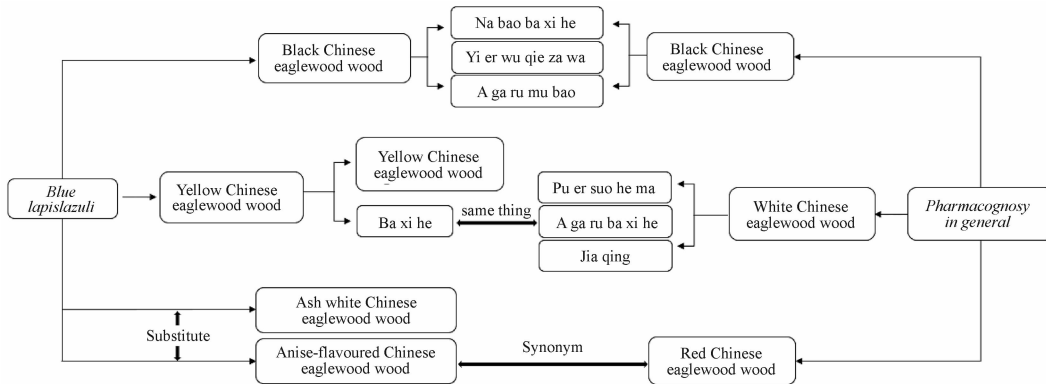 Na bao ba xi he
Black Chinese
eaglewood wood
Yi er wu qie za wa
Black Chinese
eaglewood wood
A ga ru mu bao
Yellow Chinese
eaglewood wood
Blue
lapislazuli
Yellow Chinese
eaglewood wood
Pu er suo he ma
Ba xi he
same thing
A ga ru ba xi he
White Chinese
eaglewood wood
Pharmacognosy
in general
Jia qing
Ash white Chinese
eaglewood wood
Substitute
Anise-flavoured Chinese
eaglewood wood
Synonym
Red Chinese
eaglewood wood